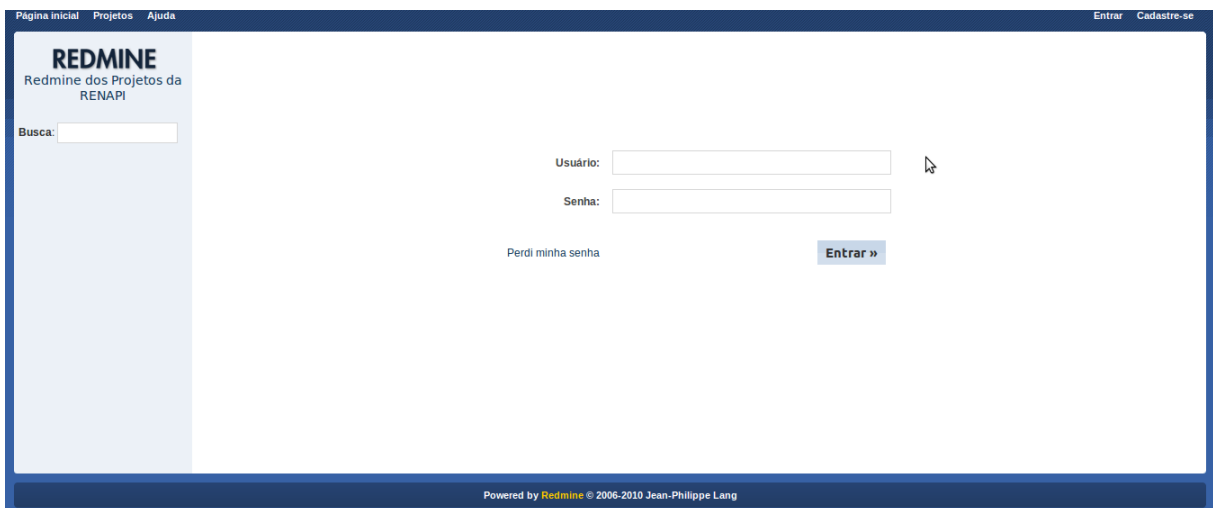 Página inicial Projetos Ajuda Entrar Cadastre-se
REDMINE
Redmine dos Projetos da
RENAPI
Busca:
Usuário:
Senha:
Perdi minha senha Entrar »
Powered by Redmine © 2006-2010 Jean-Philippe Lang